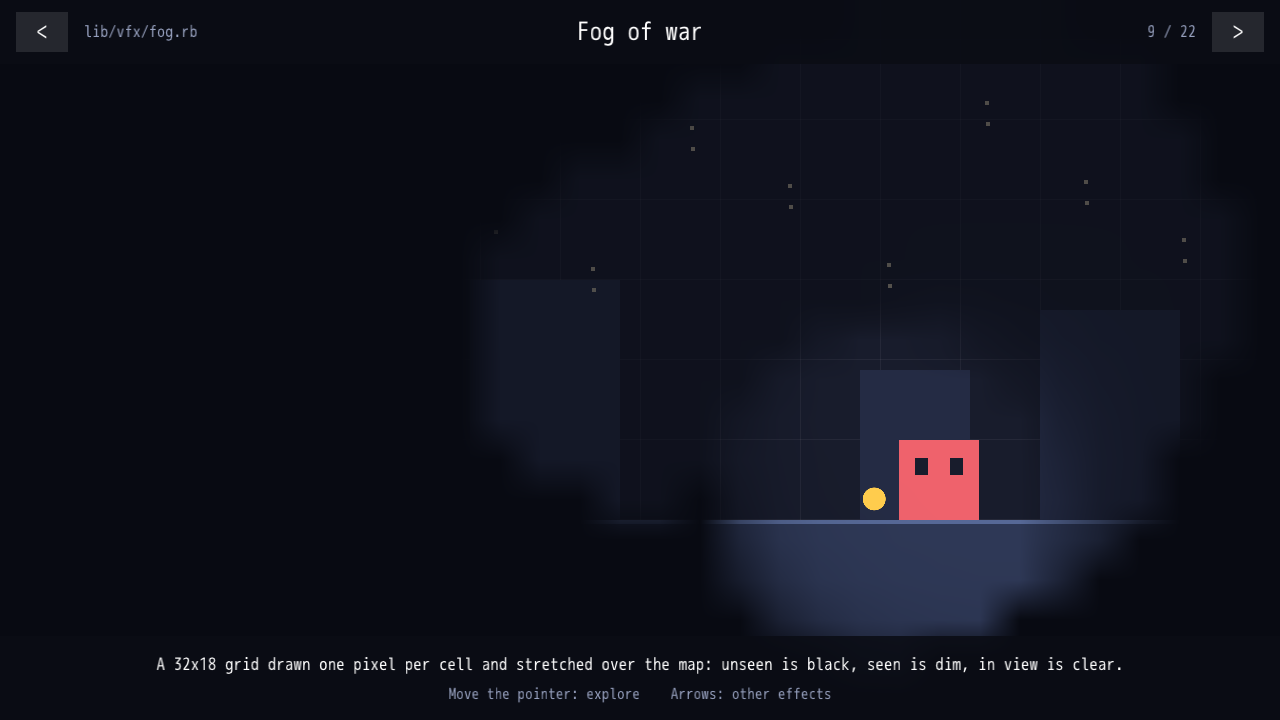 <
lib/vfx/fog.rb
Fog of war
9 / 22
>
A 32x18 grid drawn one pixel per cell and stretched over the map: unseen is black, seen is dim, in view is clear.
Move the pointer: explore    Arrows: other effects